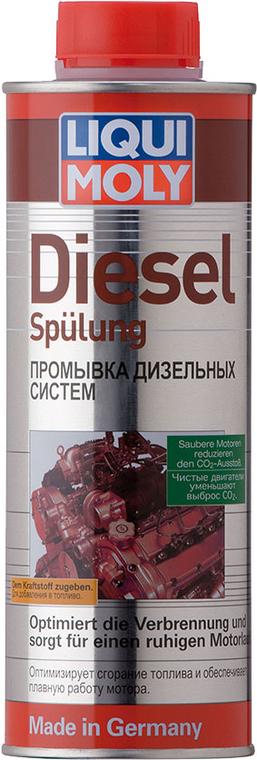 LIQUI
MOLY
Diesel
Spülung
ПРОМЫВКА ДИЗЕЛЬНЫХ
СИСТЕМ
Saubere Motoren
reduzieren
den CO₂-Ausstoß.
Чистые двигатели
уменьшают
выброс CO₂.
Dem Kraftstoff zugeben.
Для добавления в топливо.
Optimiert die Verbrennung und
sorgt für einen ruhigen
Оптимизирует сгорание топлива и обеспечивает
плавную работу мотора.
Made in Germany